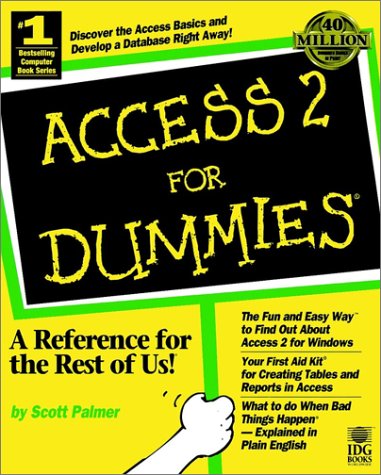 #1
Bestselling
Computer
Book Series
Discover the Access Basics and
Develop a Database Right Away!
40
MILLION
ACCESS 2
FOR
DUMMIES®
A Reference for
the Rest of Us!®
by Scott Palmer
The Fun and Easy Way™
to Find Out About
Access 2 for Windows
Your First Aid Kit®
for Creating Tables and
Reports in Access
What to do When Bad
Things Happen®
— Explained in
Plain English
IDG
BOOKS